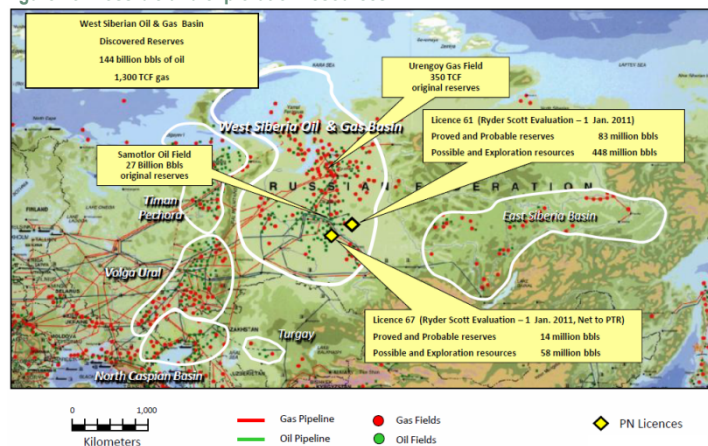 West Siberian Oil & Gas Basin
Discovered Reserves
144 billion bbls of oil
1,300 TCF gas
Urengoy Gas Field
350 TCF
original reserves
West Siberia Oil & Gas Basin
Licence 61 (Ryder Scott Evaluation – 1 Jan. 2011)
Proved and Probable reserves 83 million bbls
Possible and Exploration resources 448 million bbls
Samotlor Oil Field
27 Billion Bbls
original reserves
RUSSIAN FEDERATION
Timan
Pechora
East Siberia Basin
Volga Ural
Licence 67 (Ryder Scott Evaluation – 1 Jan. 2011, Net to PTR)
Proved and Probable reserves 14 million bbls
Possible and Exploration resources 58 million bbls
Turgay
North Caspian Basin
0 1,000
Kilometers
Gas Pipeline
Oil Pipeline
Gas Fields
Oil Fields
PN Licences